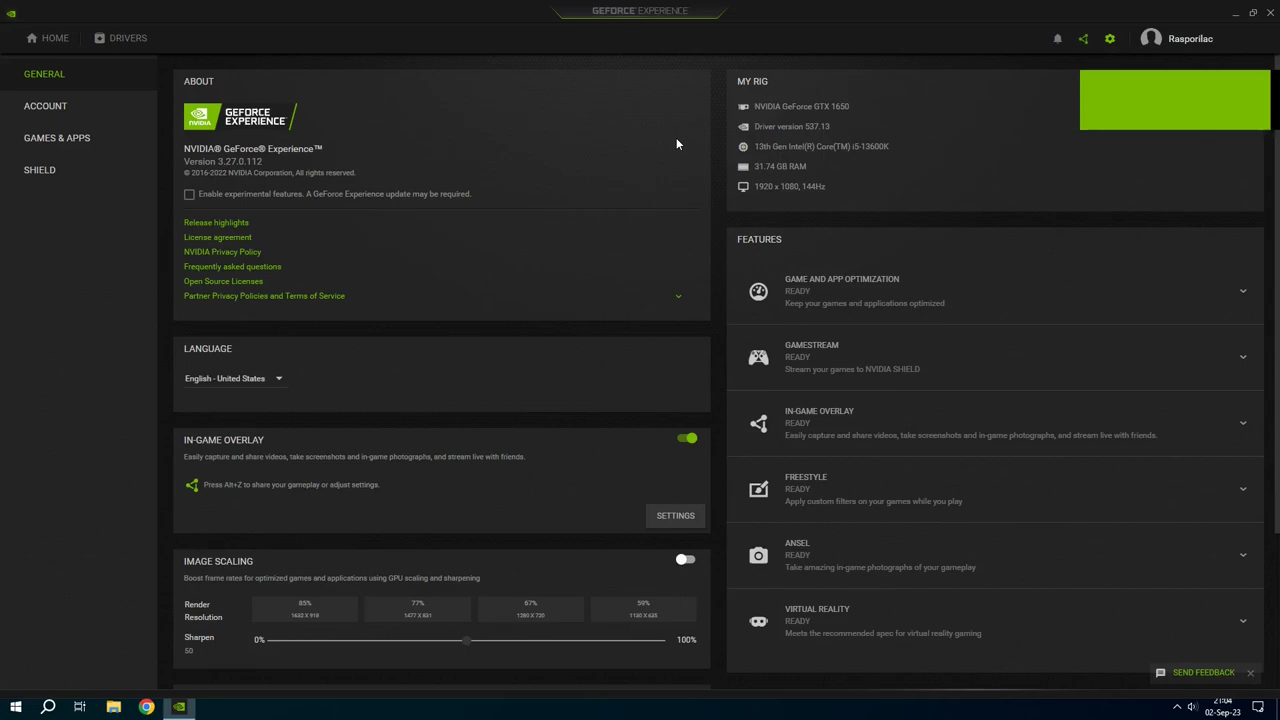 GEFORCE EXPERIENCE
HOME
DRIVERS
Rasporilac
GENERAL
ACCOUNT
GAMES & APPS
SHIELD
ABOUT
NVIDIA
GEFORCE
EXPERIENCE
NVIDIA® GeForce® Experience™
Version 3.27.0.112
© 2016-2022 NVIDIA Corporation, All rights reserved.
Enable experimental features. A GeForce Experience update may be required.
Release highlights
License agreement
NVIDIA Privacy Policy
Frequently asked questions
Open Source Licenses
Partner Privacy Policies and Terms of Service
LANGUAGE
English - United States
IN-GAME OVERLAY
Easily capture and share videos, take screenshots and in-game photographs, and stream live with friends.
Press Alt+Z to share your gameplay or adjust settings.
SETTINGS
IMAGE SCALING
Boost frame rates for optimized games and applications using GPU scaling and sharpening
Render
Resolution
85%
1632 X 918
77%
1477 X 831
67%
1280 X 720
59%
1130 X 635
Sharpen
50
0%
100%
MY RIG
NVIDIA GeForce GTX 1650
Driver version 537.13
13th Gen Intel(R) Core(TM) i5-13600K
31.74 GB RAM
1920 x 1080, 144Hz
FEATURES
GAME AND APP OPTIMIZATION
READY
Keep your games and applications optimized
GAMESTREAM
READY
Stream your games to NVIDIA SHIELD
IN-GAME OVERLAY
READY
Easily capture and share videos, take screenshots and in-game photographs, and stream live with friends.
FREESTYLE
READY
Apply custom filters on your games while you play
ANSEL
READY
Take amazing in-game photographs of your gameplay
VIRTUAL REALITY
READY
Meets the recommended spec for virtual reality gaming
SEND FEEDBACK
21:04
02-Sep-23